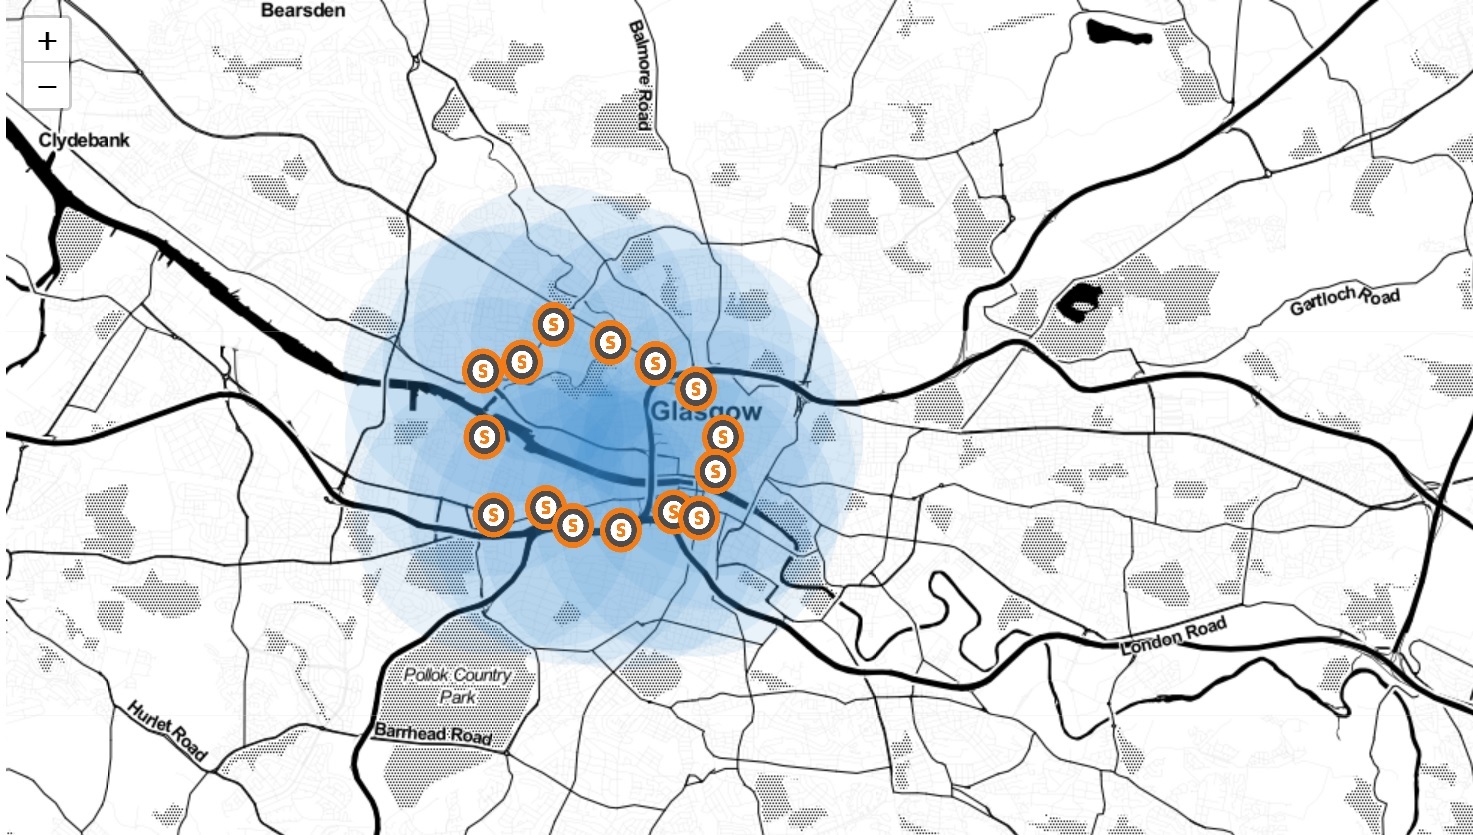 Bearsden
+
−
Balmore Road
Clydebank
Gartloch Road
S
S
S
S
S
S
Glasgow
S
S
S
S
S
S
S
S
S
London Road
Pollok Country
Park
Hurlet Road
Barrhead Road